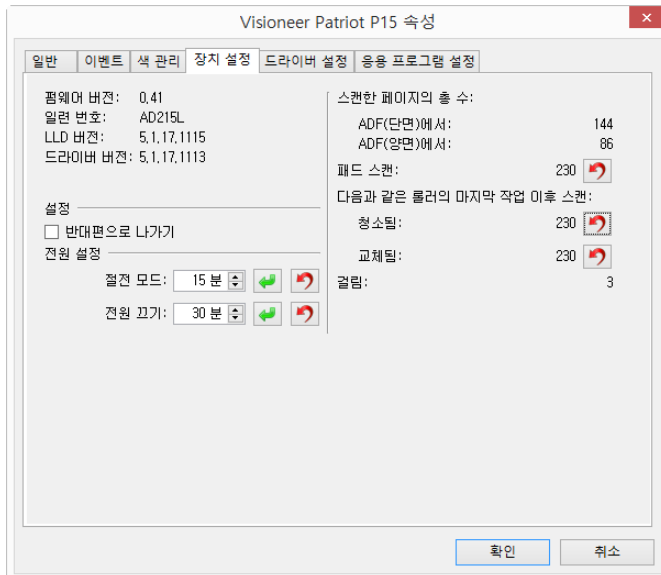 Visioneer Patriot P15 속성
일반 이벤트 색 관리 장치 설정 드라이버 설정 응용 프로그램 설정
펌웨어 버전: 0.41
일련 번호: AD215L
LLD 버전: 5.1.17.1115
드라이버 버전: 5.1.17.1113
설정
반대편으로 나가기
전원 설정
절전 모드: 15 분
전원 끄기: 30 분
스캔한 페이지의 총 수:
ADF(단면)에서: 144
ADF(양면)에서: 86
패드 스캔: 230
다음과 같은 롤러의 마지막 작업 이후 스캔:
청소됨: 230
교체됨: 230
걸림: 3
확인 취소